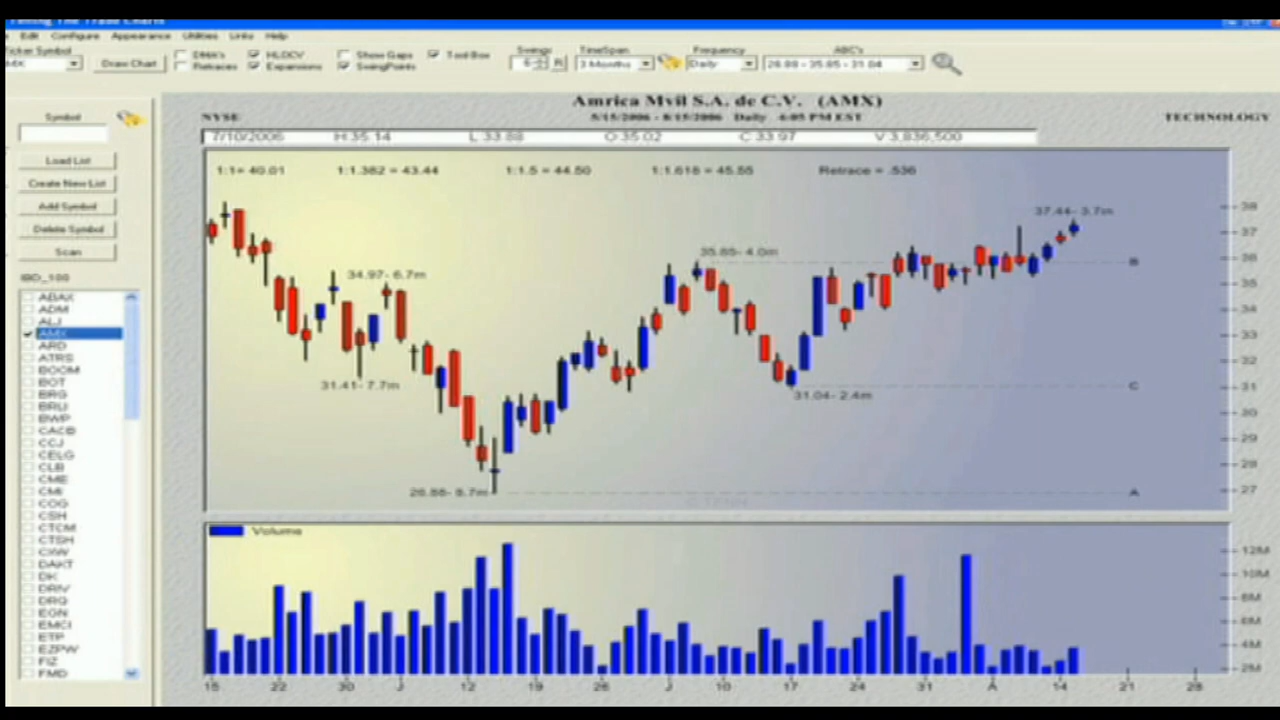 Timing The Trade Charts
Edit Configure Appearance Utilities Links Help
Ticker Symbol
AMX
Draw Chart
DMA's
Retraces
HLOCV
Expansions
Show Gaps
SwingPoints
Tool Box
Swings
6
R
TimeSpan
3 Months
Frequency
Daily
ABC's
26.88 - 35.85 - 31.04
Amrica Mvil S.A. de C.V. (AMX)
NYSE
5/15/2006 - 8/15/2006 Daily 4:05 PM EST
TECHNOLOGY
7/10/2006 H:35.14 L:33.88 O:35.02 C:33.97 V:3,836,500
1:1= 40.01 1:1.382 = 43.44 1:1.5 = 44.50 1:1.618 = 45.55 Retrace = .536
Symbol
Load List
Create New List
Add Symbol
Delete Symbol
Scan
IBD_100
ABAX
ADM
ALJ
AMX
ARD
ATRS
BOOM
BOT
BRG
BRLI
BWP
CACB
CCJ
CELG
CLB
CME
CMI
COG
CSH
CTCM
CTSH
CXW
DAKT
DK
DRIV
DRQ
EGN
EMCI
ETP
EZPW
FIZ
FMD
37.44- 3.7m
35.85- 4.0m
34.97- 6.7m
31.41- 7.7m
31.04- 2.4m
B
C
A
38
37
36
35
34
33
32
31
30
29
28
27
Volume
12M
10M
8M
6M
4M
2M
15 22 30 J 12 19 26 J 10 17 24 31 A 14 21 28